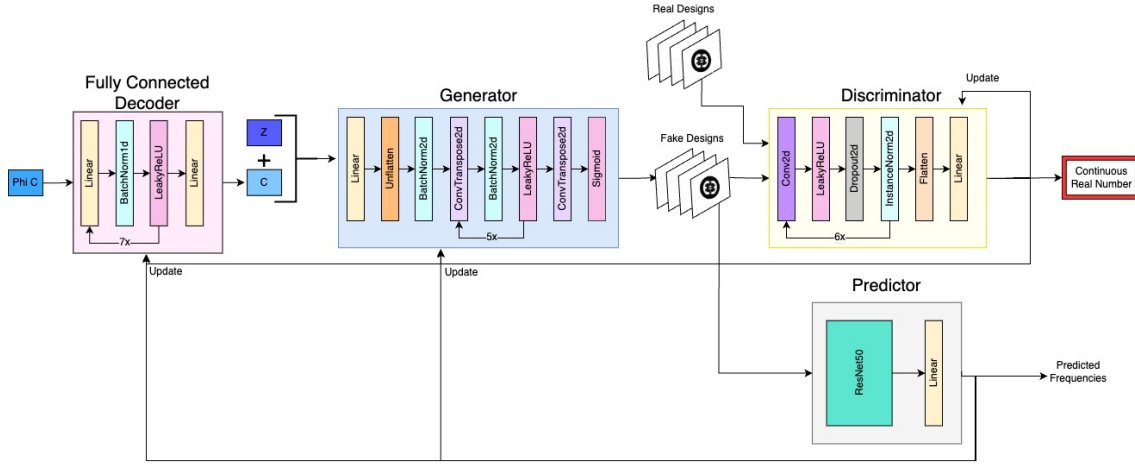 Real Designs
Fully Connected
Decoder
Generator
Discriminator
Update
Fake Designs
Phi C
Linear
BatchNorm1d
LeakyReLU
Linear
7x
Z
+
C
Linear
Unflatten
BatchNorm2d
ConvTranspose2d
BatchNorm2d
LeakyReLU
ConvTranspose2d
Sigmoid
5x
Conv2d
LeakyReLU
Dropout2d
InstanceNorm2d
Flatten
Linear
6x
Continuous
Real Number
Update
Update
Predictor
ResNet50
Linear
Predicted
Frequencies